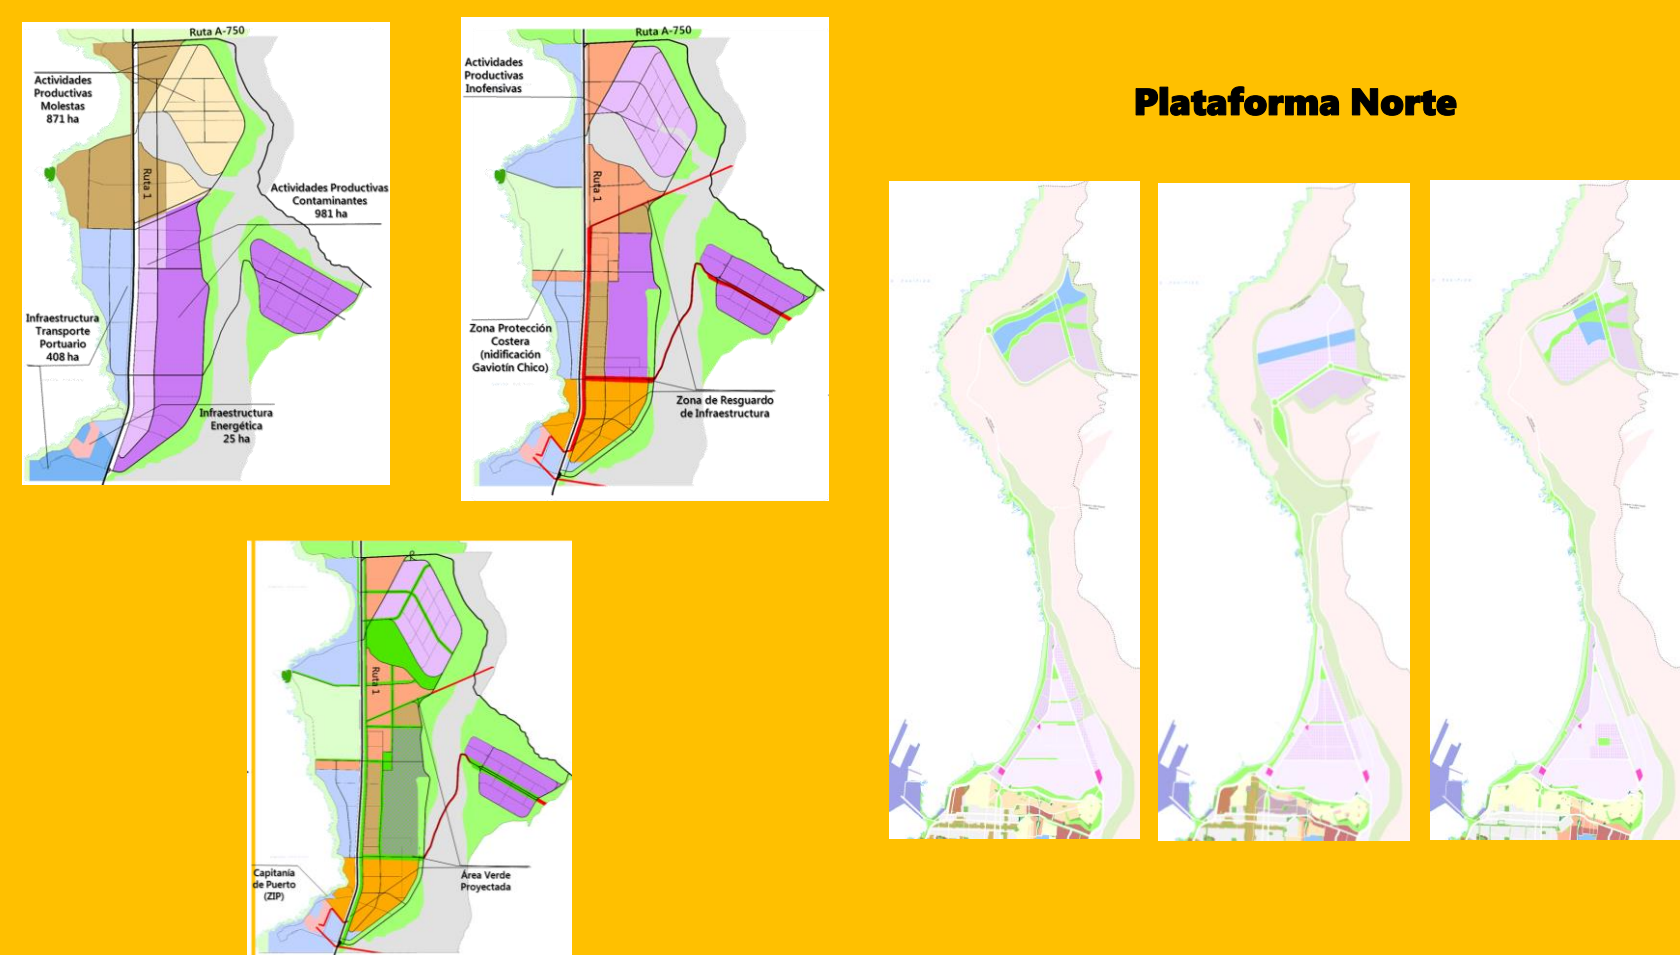 Ruta A-750
Actividades
Productivas
Molestas
871 ha
Ruta 1
Actividades Productivas
Contaminantes
981 ha
Infraestructura
Transporte
Portuario
408 ha
Infraestructura
Energética
25 ha
Ruta A-750
Actividades
Productivas
Inofensivas
Ruta 1
Zona Protección
Costera
(nidificación
Gaviotín Chico)
Zona de Resguardo
de Infraestructura
Plataforma Norte
Ruta 1
Capitanía
de Puerto
(ZIP)
Área Verde
Proyectada